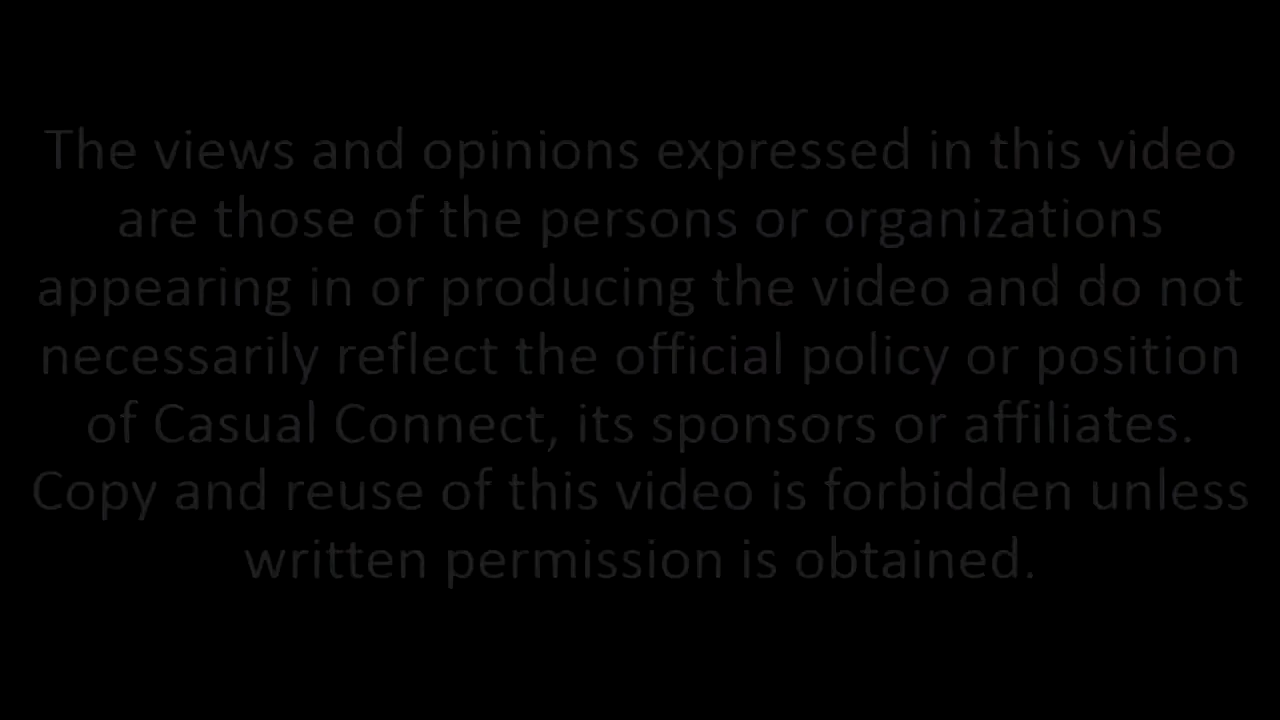 The views and opinions expressed in this video
are those of the persons or organizations
appearing in or producing the video and do not
necessarily reflect the official policy or position
of Casual Connect, its sponsors or affiliates.
Copy and reuse of this video is forbidden unless
written permission is obtained.